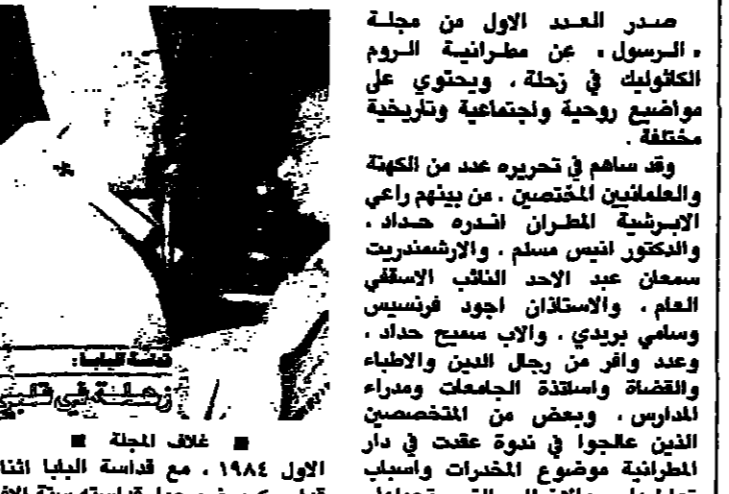 صدر العدد الاول من مجلة
« الرسول » عن مطرانية الروم
الكاثوليك في زحلة ، ويحتوي على
مواضيع روحية واجتماعية وتاريخية
مختلفة .
وقد ساهم في تحريره عدد من الكهنة
والعلمانيين المختصين ، من بينهم راعي
الابرشية المطران اندره حداد ،
والدكتور انيس مسلم ، والارشمندريت
سمعان عبد الاحد النائب الاسقفي
العام ، والاستاذان اجود فرنسيس
وسامي بريدي ، والاب سميح حداد ،
وعدد وافر من رجال الدين والاطباء
والقضاة واساتذة الجامعات ومدراء
المدارس ، وبعض من المتخصصين
الذين عالجوا في ندوة عقدت في دار
المطرانية موضوع المخدرات واسباب
قداسة البابا :
زحلة في قلبي
■ غلاف المجلة ■
الاول ١٩٨٤ ، مع قداسة البابا اثنا